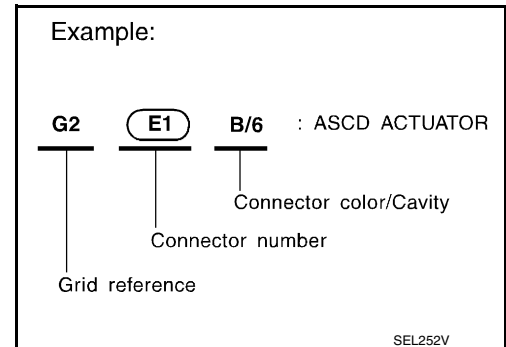 Example:
G2 E1 B/6 : ASCD ACTUATOR
Connector color/Cavity
Connector number
Grid reference
SEL252V